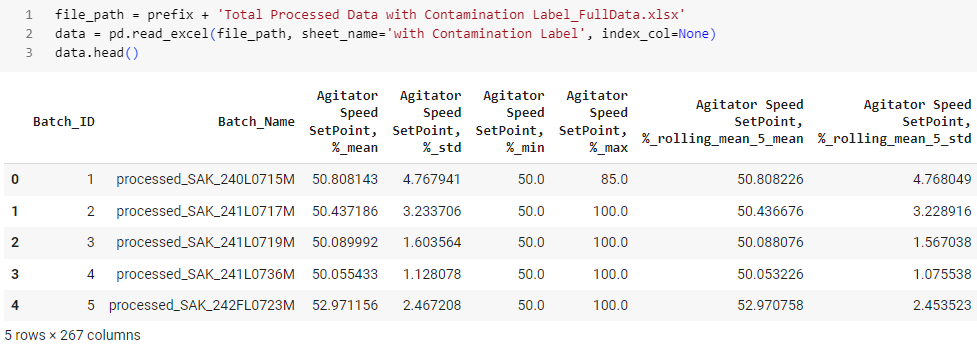 1 file_path = prefix + 'Total Processed Data with Contamination Label_FullData.xlsx'
2 data = pd.read_excel(file_path, sheet_name='with Contamination Label', index_col=None)
3 data.head()
Batch_ID Batch_Name Agitator Speed SetPoint, %_mean Agitator Speed SetPoint, %_std Agitator Speed SetPoint, %_min Agitator Speed SetPoint, %_max Agitator Speed SetPoint, %_rolling_mean_5_mean Agitator Speed SetPoint, %_rolling_mean_5_std
0 1 processed_SAK_240L0715M 50.808143 4.767941 50.0 85.0 50.808226 4.768049
1 2 processed_SAK_241L0717M 50.437186 3.233706 50.0 100.0 50.436676 3.228916
2 3 processed_SAK_241L0719M 50.089992 1.603564 50.0 100.0 50.088076 1.567038
3 4 processed_SAK_241L0736M 50.055433 1.128078 50.0 100.0 50.053226 1.075538
4 5 processed_SAK_242FL0723M 52.971156 2.467208 50.0 100.0 52.970758 2.453523
5 rows × 267 columns